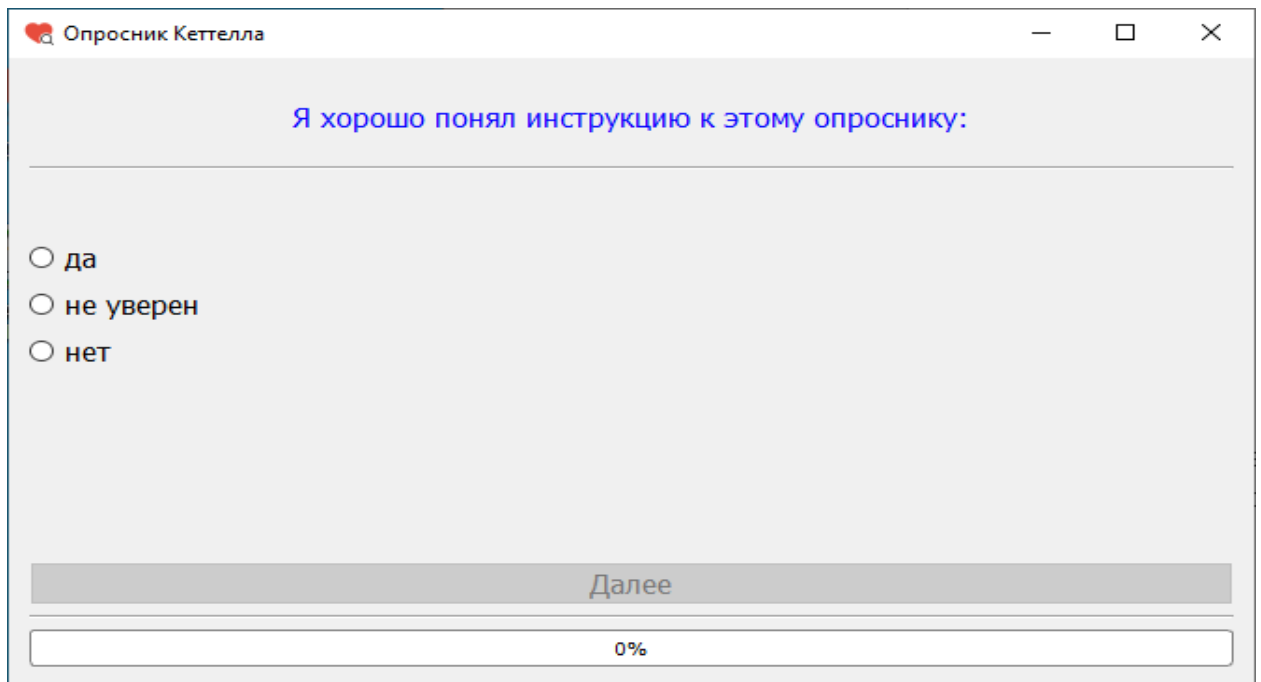 Опросник Кеттелла
Я хорошо понял инструкцию к этому опроснику:
да
не уверен
нет
Далее
0%